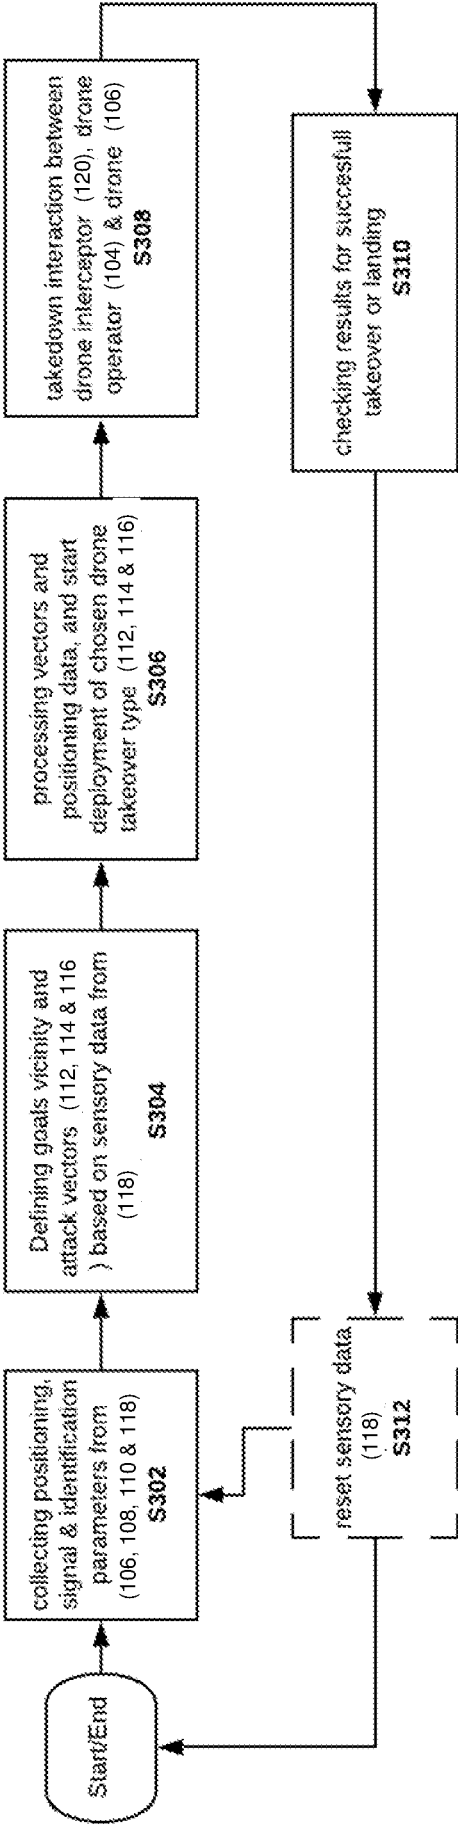 Start/End
collecting positioning,
signal & identification
parameters from
(106, 108, 110 & 118)
S302
Defining goals vicinity and
attack vectors (112, 114 & 116
) based on sensory data from
(118)
S304
processing vectors and
positioning data, and start
deployment of chosen drone
takeover type (112, 114 & 116)
S306
takedown interaction between
drone interceptor (120), drone
operator (104) & drone (106)
S308
checking results for succesfull
takeover or landing
S310
reset sensory data
(118)
S312